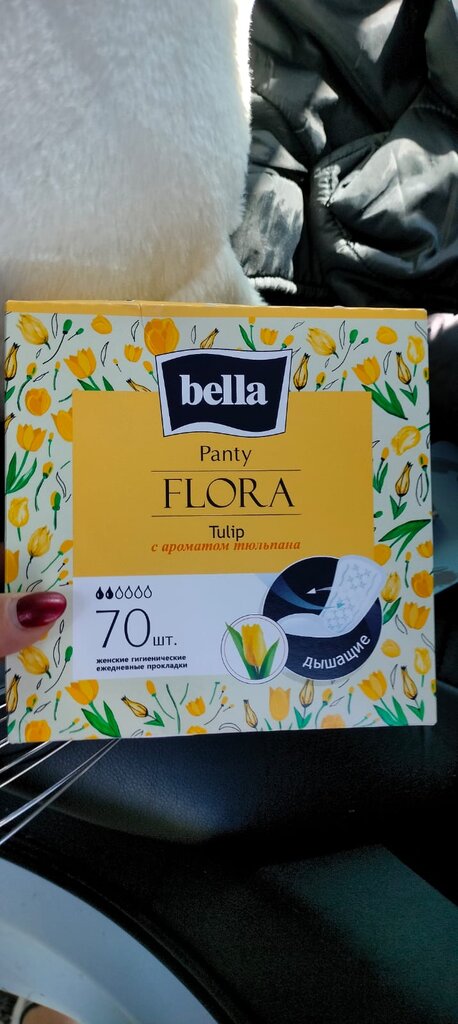 bella
Panty
FLORA
Tulip
с ароматом тюльпана
70 шт.
женские гигиенические
ежедневные прокладки
дышащие